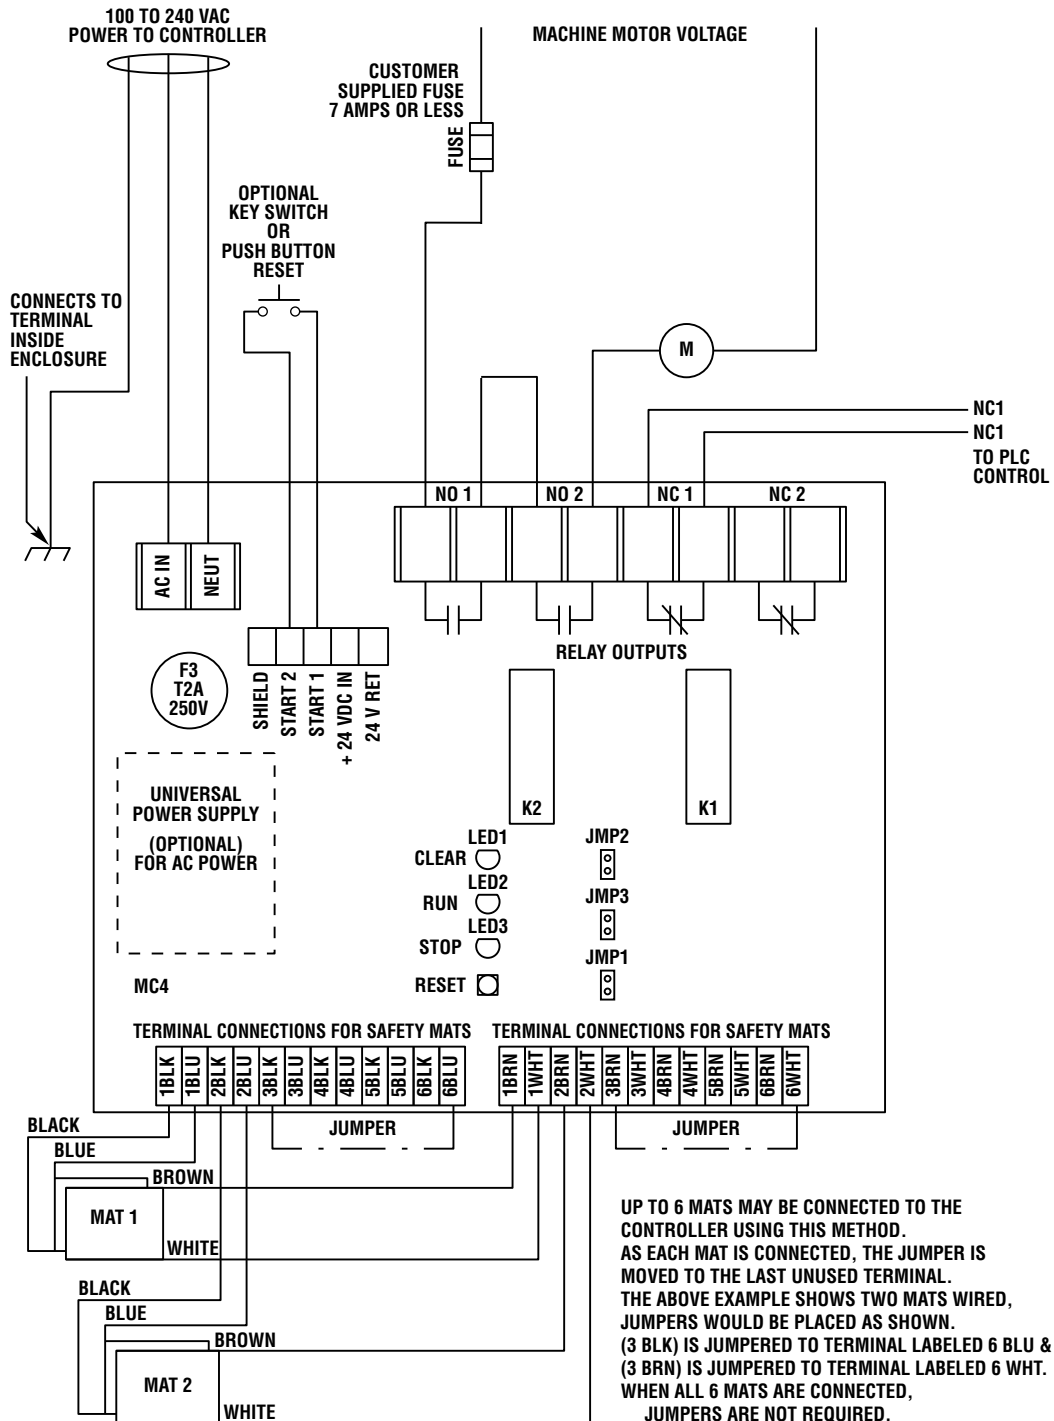 100 TO 240 VAC
POWER TO CONTROLLER
MACHINE MOTOR VOLTAGE
CUSTOMER
SUPPLIED FUSE
7 AMPS OR LESS
FUSE
OPTIONAL
KEY SWITCH
OR
PUSH BUTTON
RESET
CONNECTS TO
TERMINAL
INSIDE
ENCLOSURE
M
NC1
NC1
TO PLC
CONTROL
NO 1
NO 2
NC 1
NC 2
AC IN
NEUT
RELAY OUTPUTS
F3
T2A
250V
SHIELD
START 2
START 1
+ 24 VDC IN
24 V RET
K2
K1
UNIVERSAL
POWER SUPPLY
(OPTIONAL)
FOR AC POWER
LED1
CLEAR
LED2
RUN
LED3
STOP
RESET
JMP2
JMP3
JMP1
MC4
TERMINAL CONNECTIONS FOR SAFETY MATS
TERMINAL CONNECTIONS FOR SAFETY MATS
1BLK
1BLU
2BLK
2BLU
3BLK
3BLU
4BLK
4BLU
5BLK
5BLU
6BLK
6BLU
1BRN
1WHT
2BRN
2WHT
3BRN
3WHT
4BRN
4WHT
5BRN
5WHT
6BRN
6WHT
JUMPER
JUMPER
BLACK
BLUE
BROWN
MAT 1
WHITE
BLACK
BLUE
BROWN
MAT 2
WHITE
UP TO 6 MATS MAY BE CONNECTED TO THE
CONTROLLER USING THIS METHOD.
AS EACH MAT IS CONNECTED, THE JUMPER IS
MOVED TO THE LAST UNUSED TERMINAL.
THE ABOVE EXAMPLE SHOWS TWO MATS WIRED,
JUMPERS WOULD BE PLACED AS SHOWN.
(3 BLK) IS JUMPERED TO TERMINAL LABELED 6 BLU &
(3 BRN) IS JUMPERED TO TERMINAL LABELED 6 WHT.
WHEN ALL 6 MATS ARE CONNECTED,
JUMPERS ARE NOT REQUIRED.